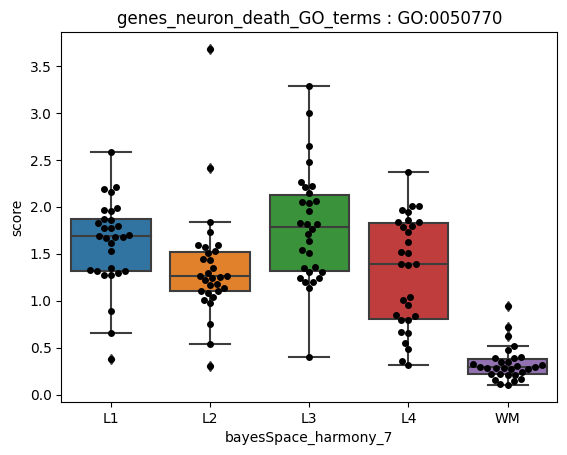 genes_neuron_death_GO_terms : GO:0050770
3.5
3.0
2.5
2.0
1.5
1.0
0.5
0.0
score
L1 L2 L3 L4 WM
bayesSpace_harmony_7